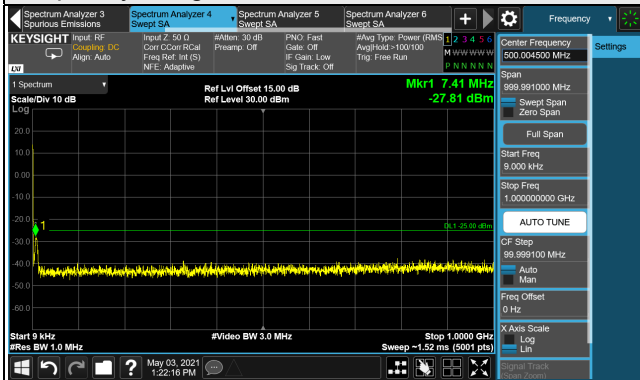 Spectrum Analyzer 3
Spurious Emissions
Spectrum Analyzer 4
Swept SA
Spectrum Analyzer 5
Swept SA
Spectrum Analyzer 6
Swept SA
+
Frequency
KEYSIGHT
Input: RF
Coupling: DC
Align: Auto
Input Z: 50 Ω
Corr CCorr RCal
Freq Ref: Int (S)
NFE: Adaptive
#Atten: 30 dB
Preamp: Off
PNO: Fast
Gate: Off
IF Gain: Low
Sig Track: Off
#Avg Type: Power (RMS
Avg|Hold:>100/100
Trig: Free Run
1 2 3 4 5 6
M W W W W W
P N N N N N
LXI
1 Spectrum
Scale/Div 10 dB
Ref Lvl Offset 15.00 dB
Ref Level 30.00 dBm
Mkr1 7.41 MHz
-27.81 dBm
Log
20.0
10.0
0.00
-10.0
-20.0
-30.0
-40.0
-50.0
-60.0
1
DL1 -25.00 dBm
Start 9 kHz
#Res BW 1.0 MHz
#Video BW 3.0 MHz
Stop 1.0000 GHz
Sweep ~1.52 ms (5001 pts)
May 03, 2021
1:22:16 PM
?
Center Frequency
500.004500 MHz
Settings
Span
999.991000 MHz
Swept Span
Zero Span
Full Span
Start Freq
9.000 kHz
Stop Freq
1.000000000 GHz
AUTO TUNE
CF Step
99.999100 MHz
Auto
Man
Freq Offset
0 Hz
X Axis Scale
Log
Lin
Signal Track
(Span Zoom)